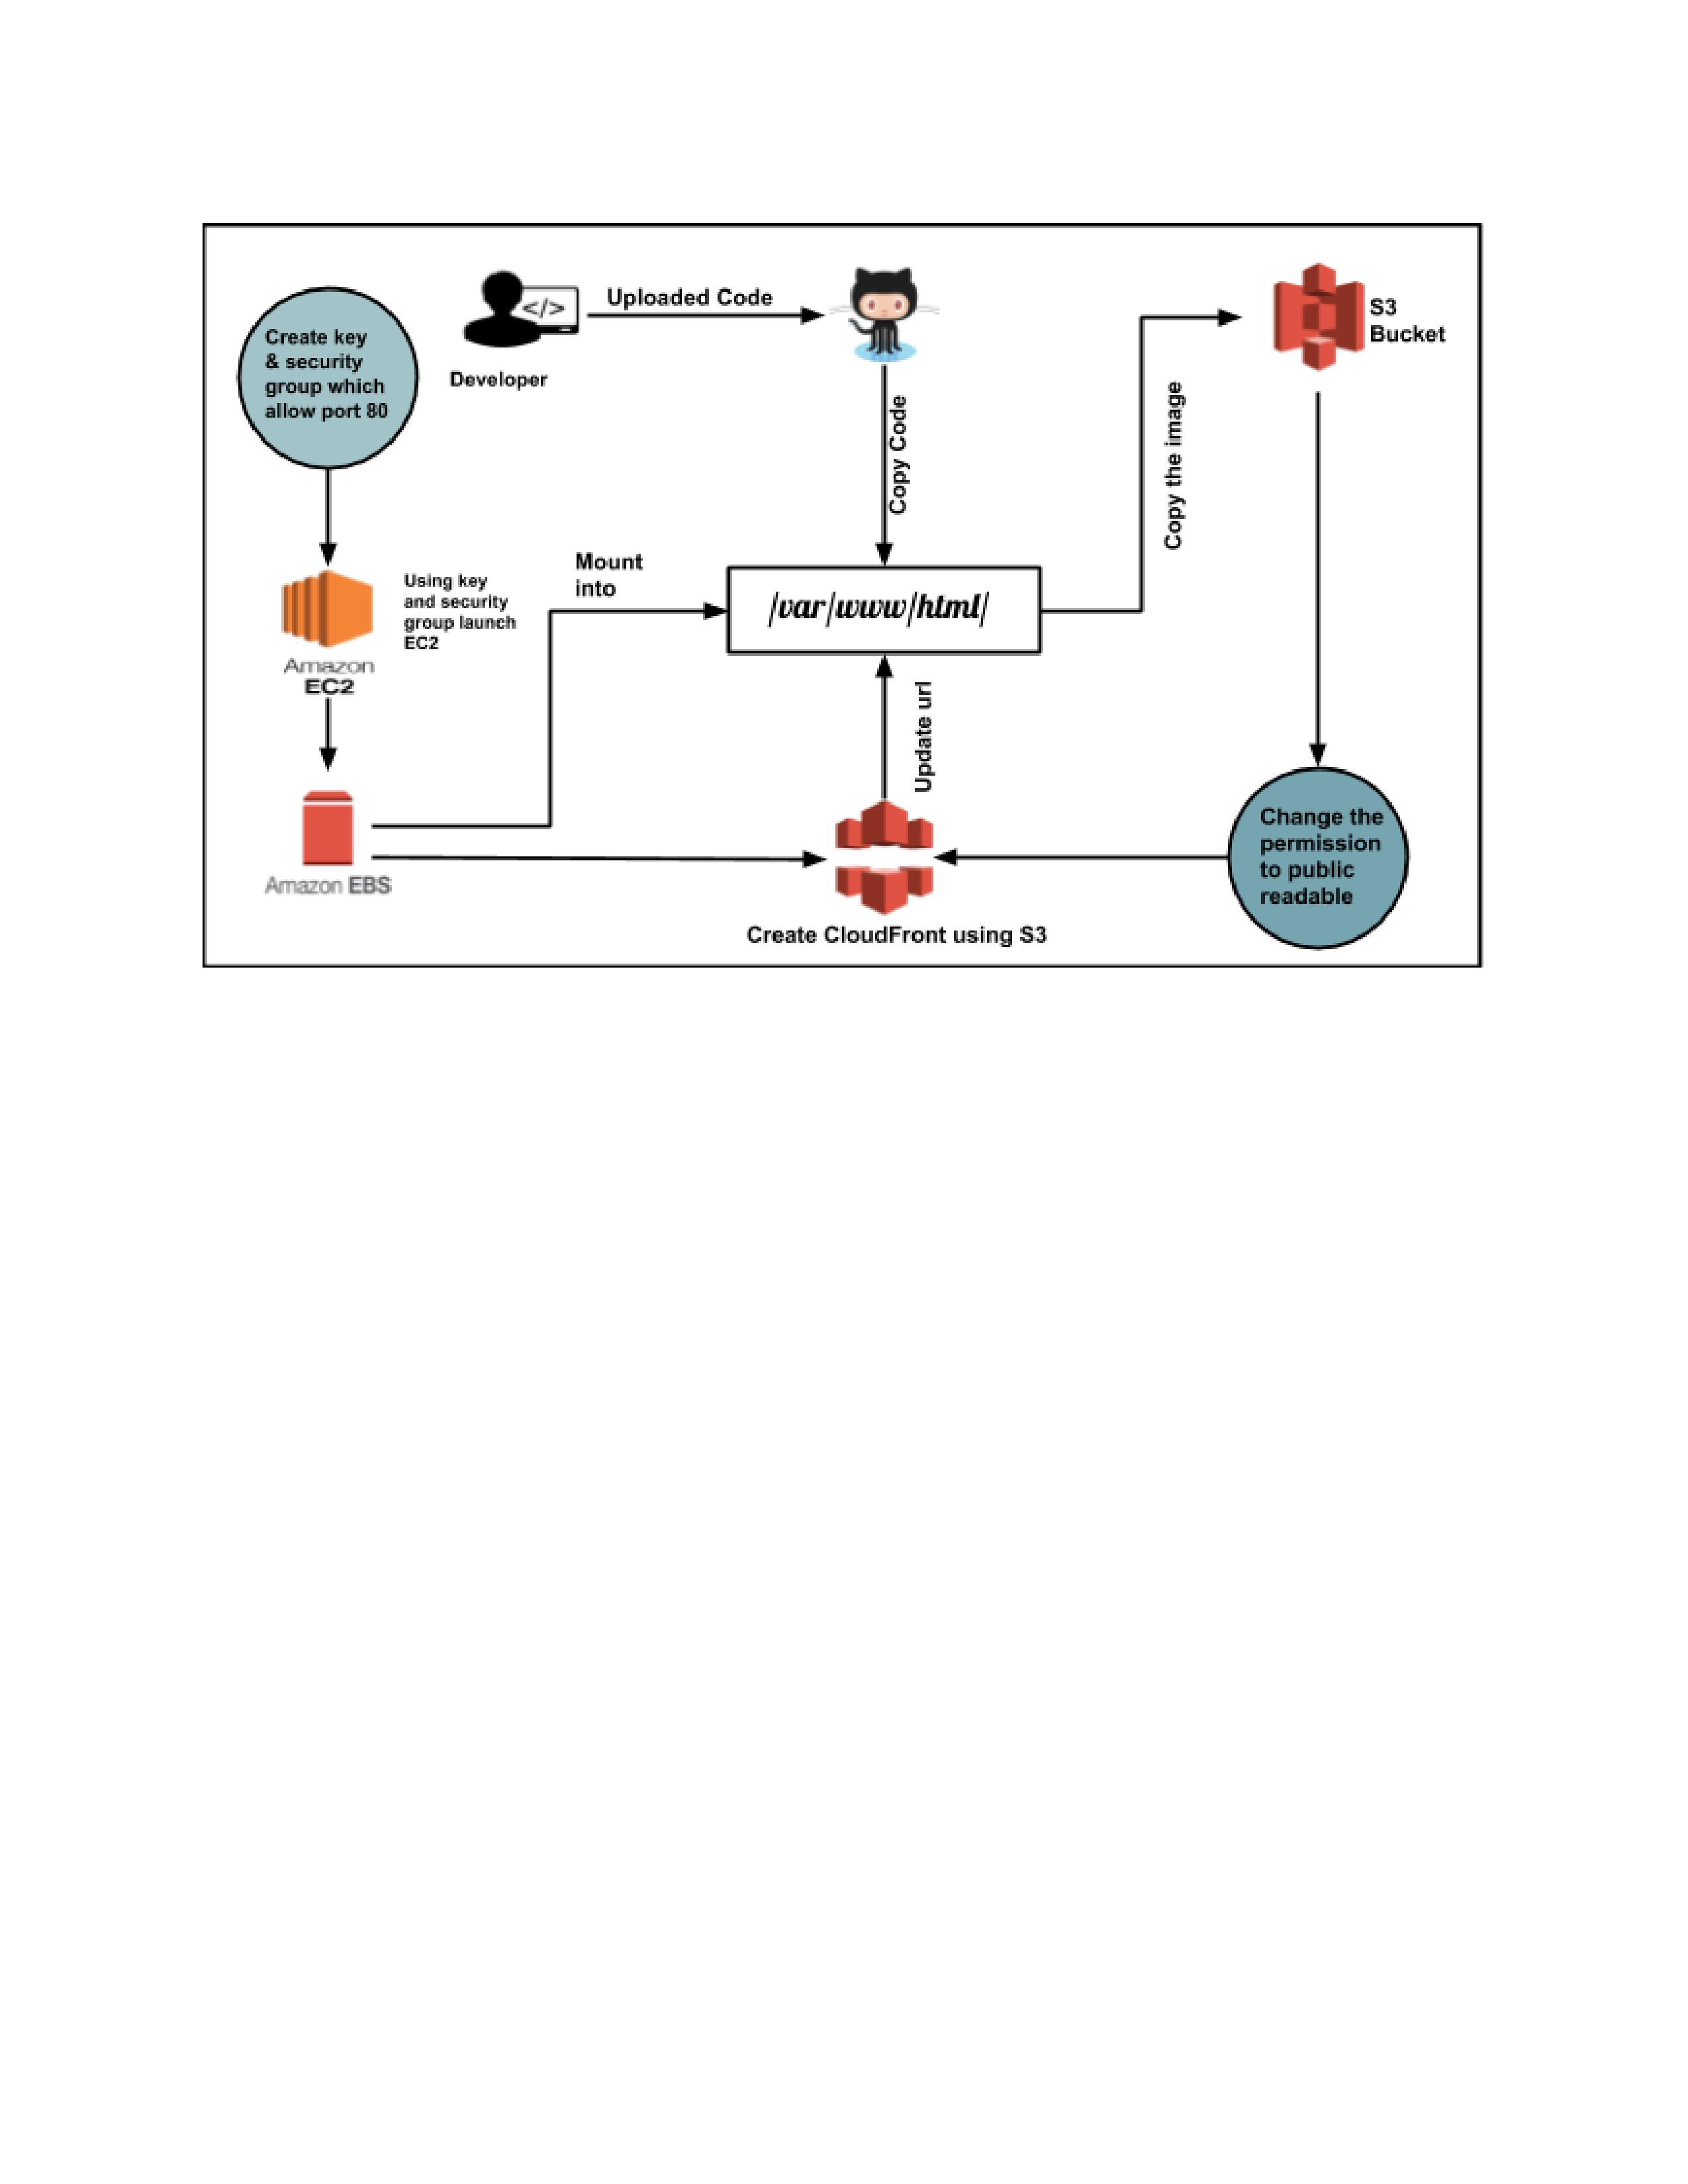 Create key
& security
group which
allow port 80
</>
Developer
Uploaded Code
Copy Code
Copy the image
S3
Bucket
Using key
and security
group launch
EC2
Amazon
EC2
Mount
into
/var/www/html/
Update url
Amazon EBS
Create CloudFront using S3
Change the
permission
to public
readable